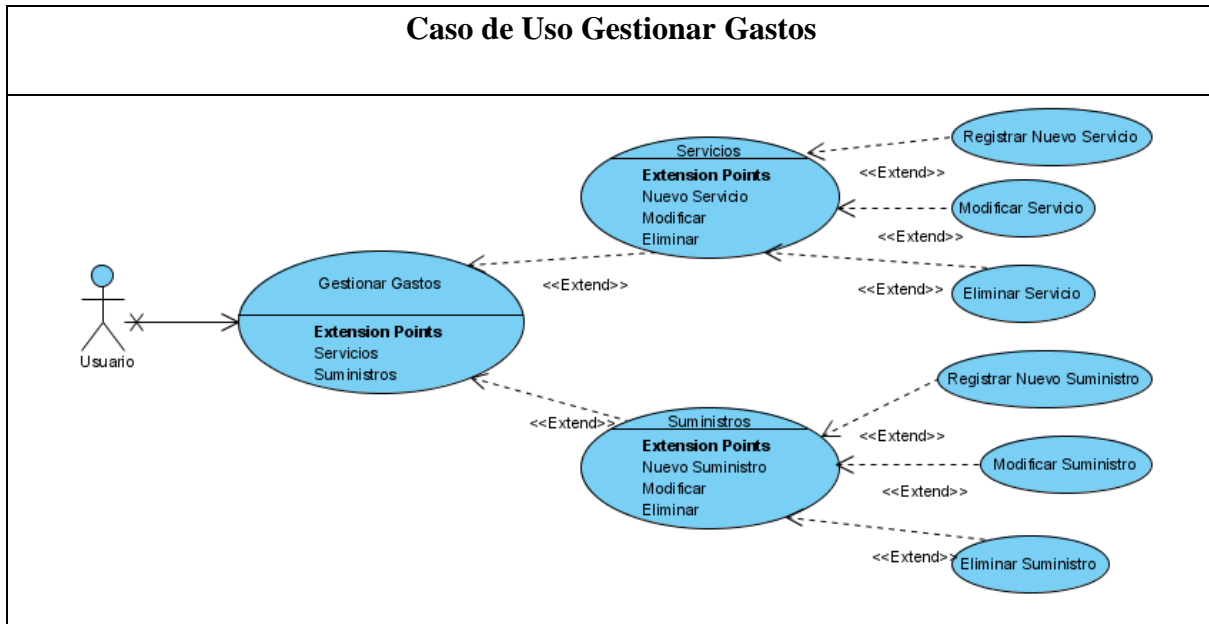 Caso de Uso Gestionar Gastos
Usuario
Gestionar Gastos
Extension Points
Servicios
Suministros
<<Extend>>
<<Extend>>
Servicios
Extension Points
Nuevo Servicio
Modificar
Eliminar
<<Extend>>
<<Extend>>
<<Extend>>
Registrar Nuevo Servicio
Modificar Servicio
Eliminar Servicio
Suministros
Extension Points
Nuevo Suministro
Modificar
Eliminar
<<Extend>>
<<Extend>>
<<Extend>>
Registrar Nuevo Suministro
Modificar Suministro
Eliminar Suministro